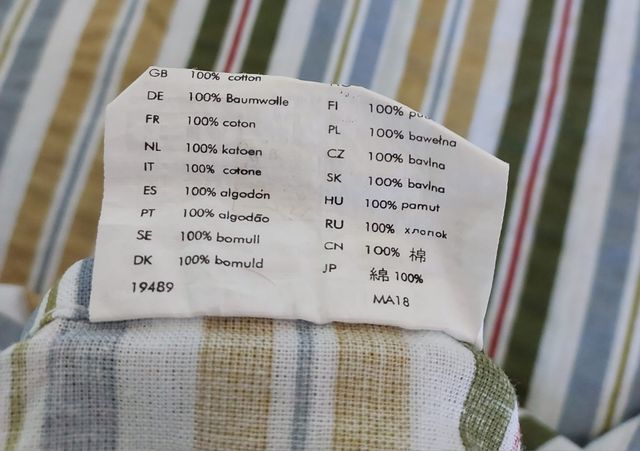 GB 100% cotton
DE 100% Baumwolle
FR 100% coton
NL 100% katoen
IT 100% cotone
ES 100% algodón
PT 100% algodão
SE 100% bomull
DK 100% bomuld
19489
FI 100%
PL 100% bawełna
CZ 100% bavlna
SK 100% bavlna
HU 100% pamut
RU 100% хлопок
CN 100% 棉
JP 綿 100%
MA18